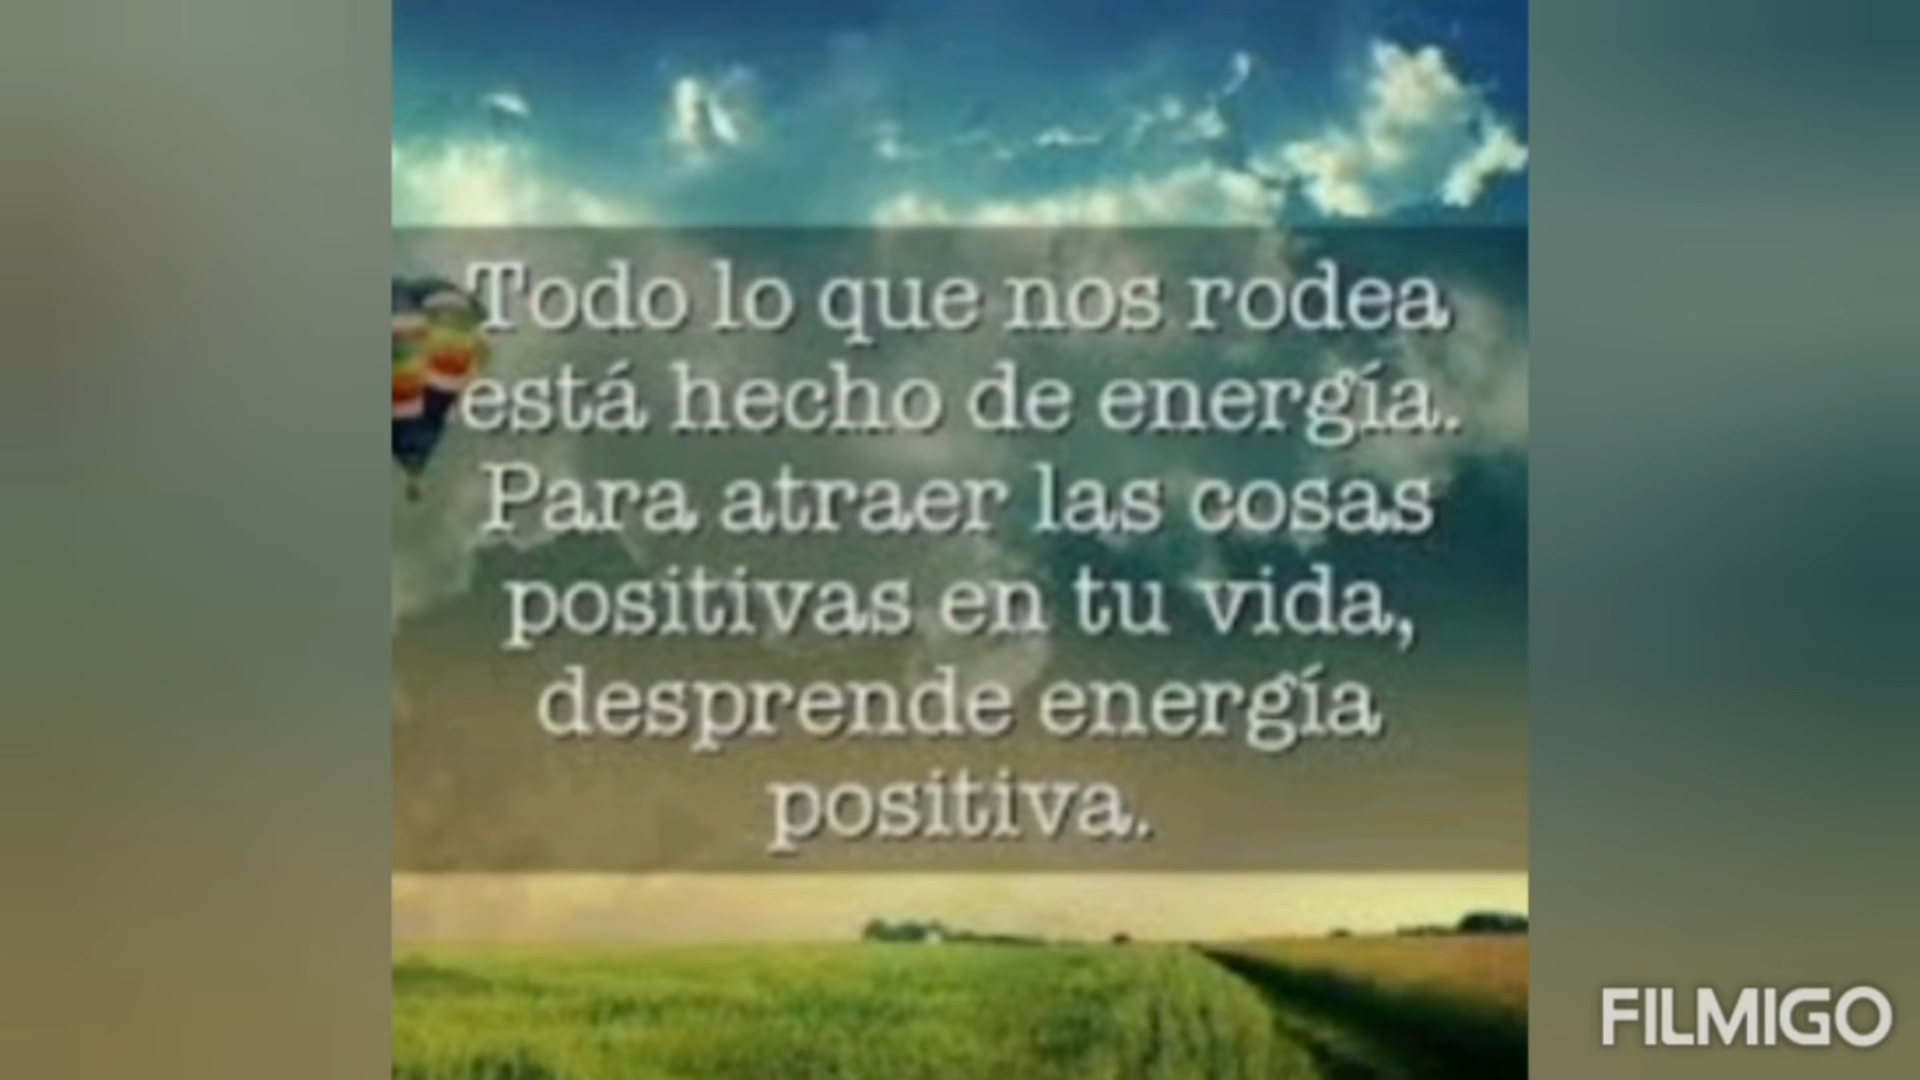 Todo lo que nos rodea
está hecho de energía.
Para atraer las cosas
positivas en tu vida,
desprende energía
positiva.
FILMIGO